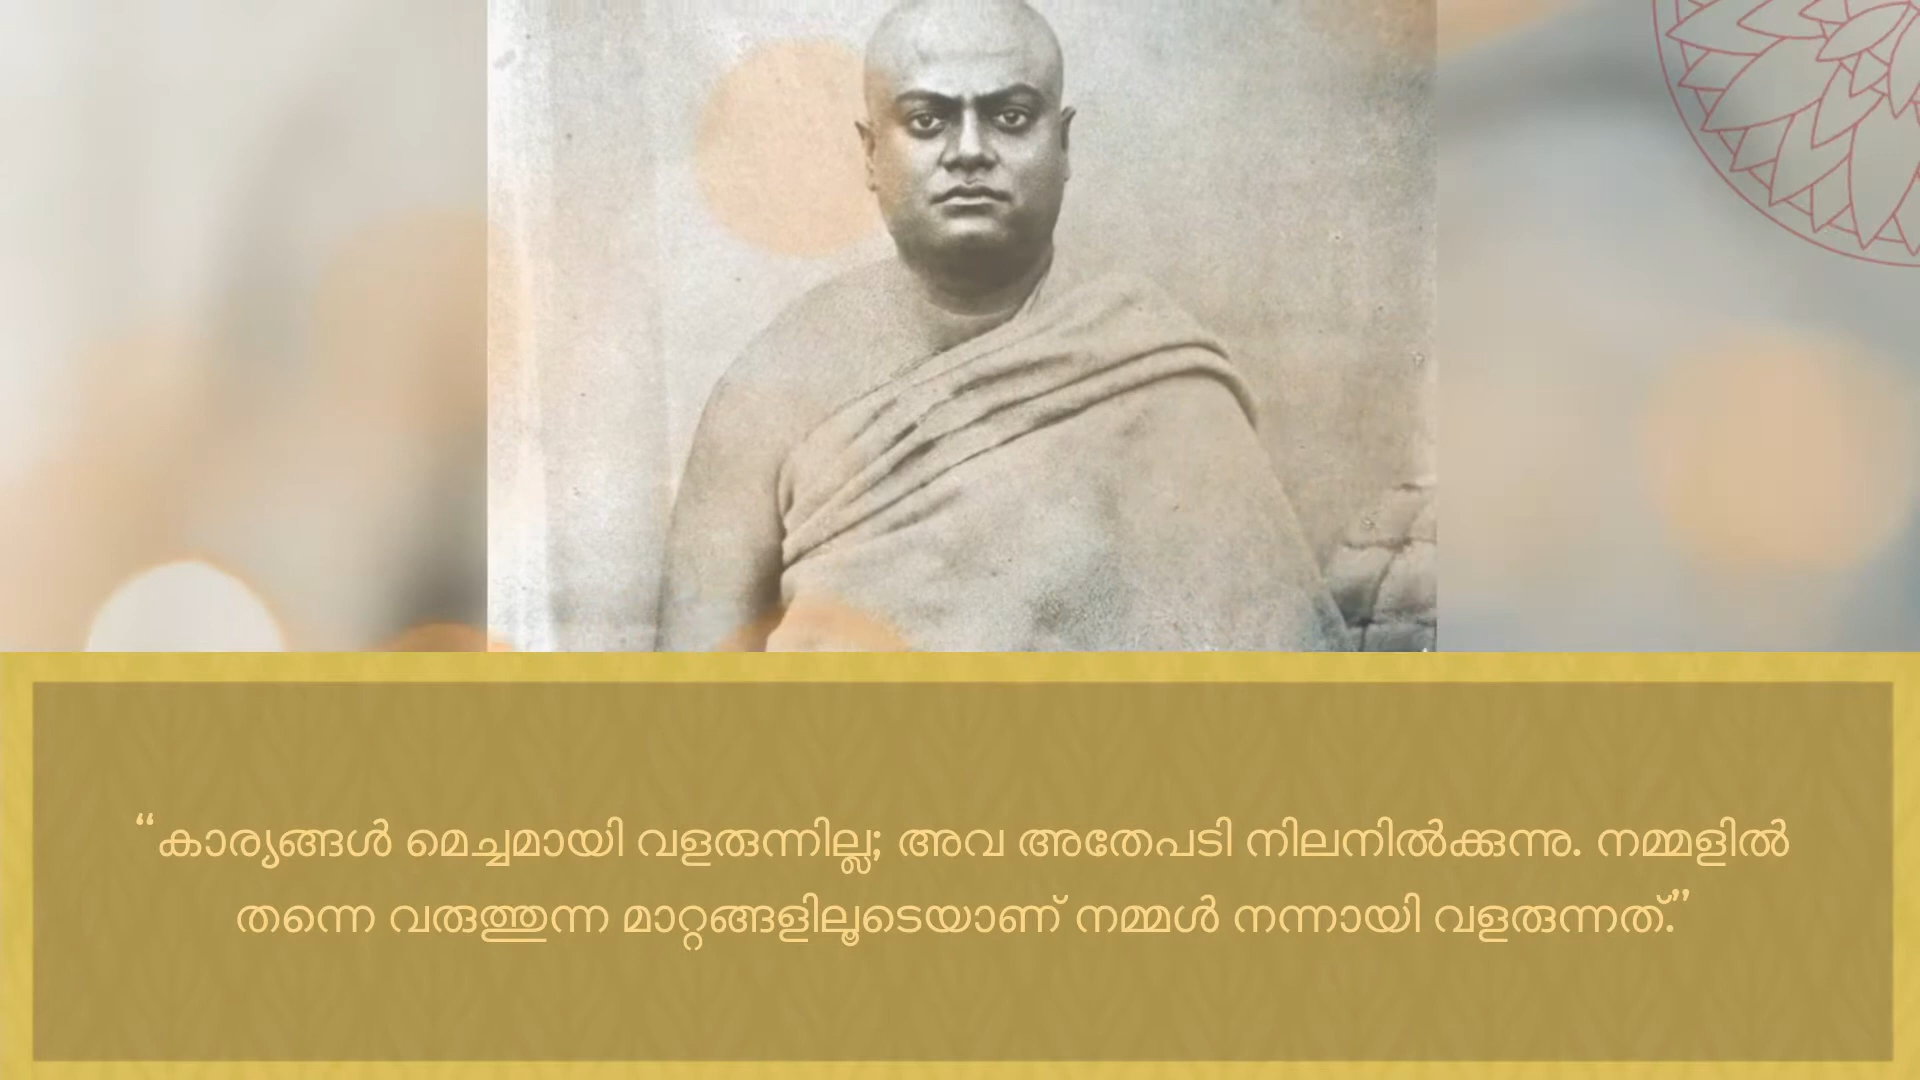 “കാര്യങ്ങൾ മെച്ചമായി വളരുന്നില്ല; അവ അതേപടി നിലനിൽക്കുന്നു. നമ്മളിൽ
തന്നെ വരുത്തുന്ന മാറ്റങ്ങളിലൂടെയാണ് നമ്മൾ നന്നായി വളരുന്നത്.”